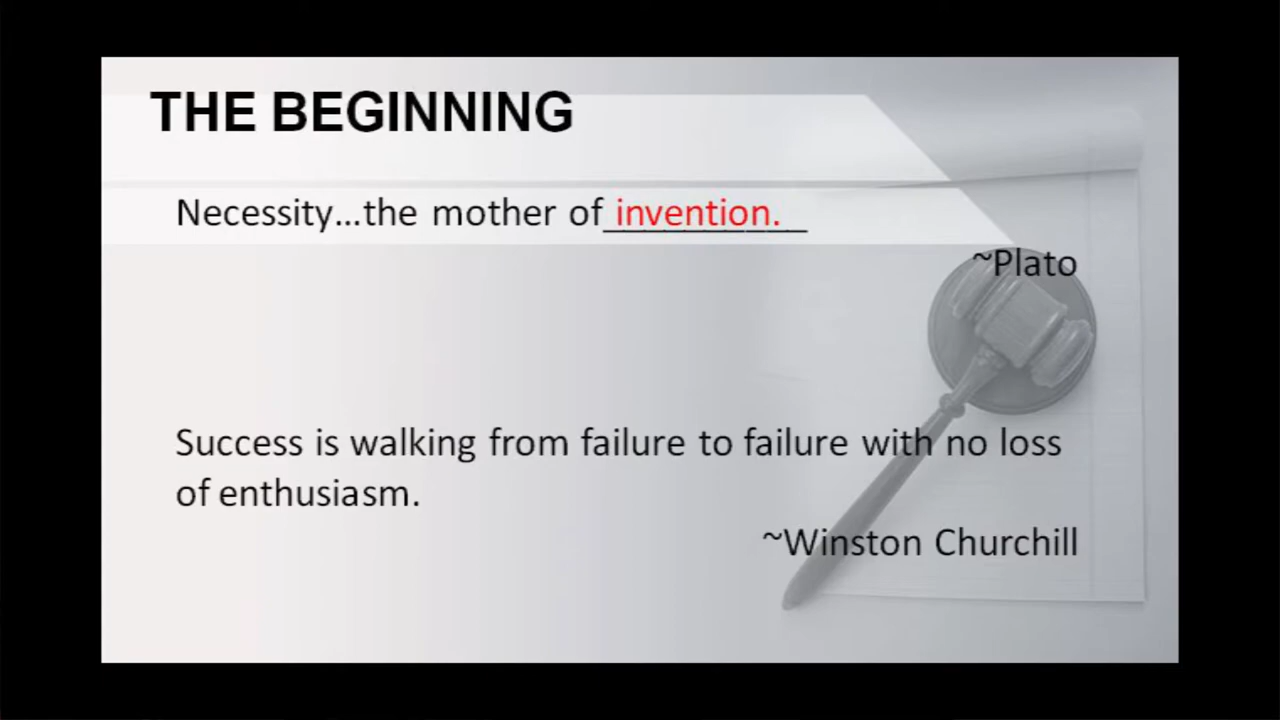 THE BEGINNING
Necessity...the mother of invention.
~Plato
Success is walking from failure to failure with no loss
of enthusiasm.
~Winston Churchill